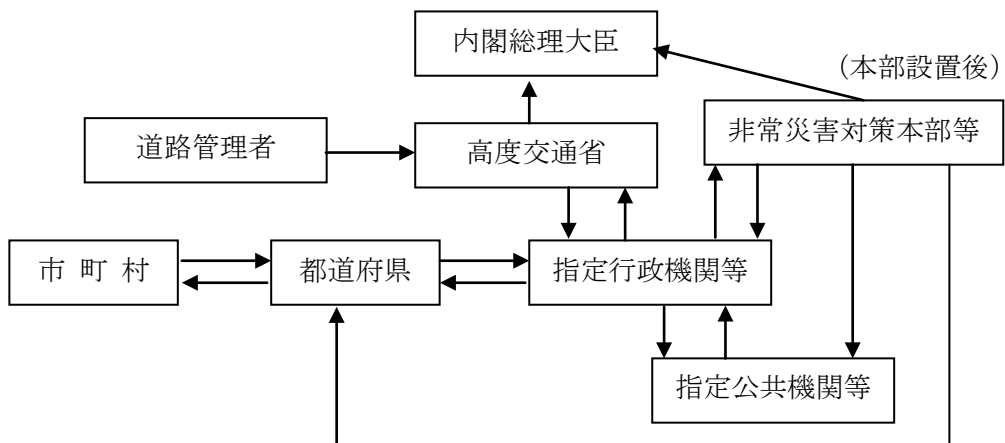 内閣総理大臣
(本部設置後)
道路管理者
高度交通省
非常災害対策本部等
市 町 村
都道府県
指定行政機関等
指定公共機関等